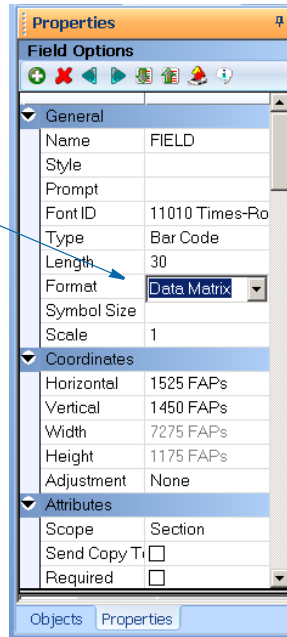 Properties
Field Options
General
Name FIELD
Style
Prompt
Font ID 11010 Times-Ro
Type Bar Code
Length 30
Format Data Matrix
Symbol Size
Scale 1
Coordinates
Horizontal 1525 FAPs
Vertical 1450 FAPs
Width 7275 FAPs
Height 1175 FAPs
Adjustment None
Attributes
Scope Section
Send Copy T
Required
Objects Properties